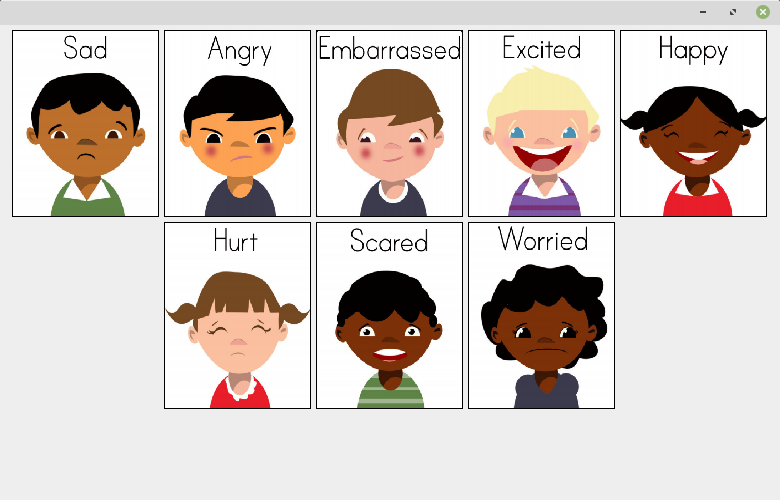 Sad
Angry
Embarrassed
Excited
Happy
Hurt
Scared
Worried